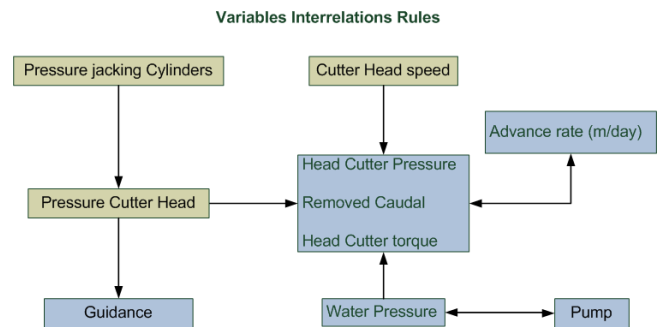 Variables Interrelations Rules
Pressure jacking Cylinders
Cutter Head speed
Advance rate (m/day)
Head Cutter Pressure
Removed Caudal
Head Cutter torque
Pressure Cutter Head
Guidance
Water Pressure
Pump